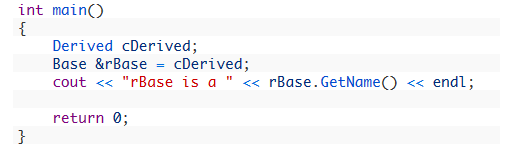 int main()
{
    Derived cDerived;
    Base &rBase = cDerived;
    cout << "rBase is a " << rBase.GetName() << endl;

    return 0;
}